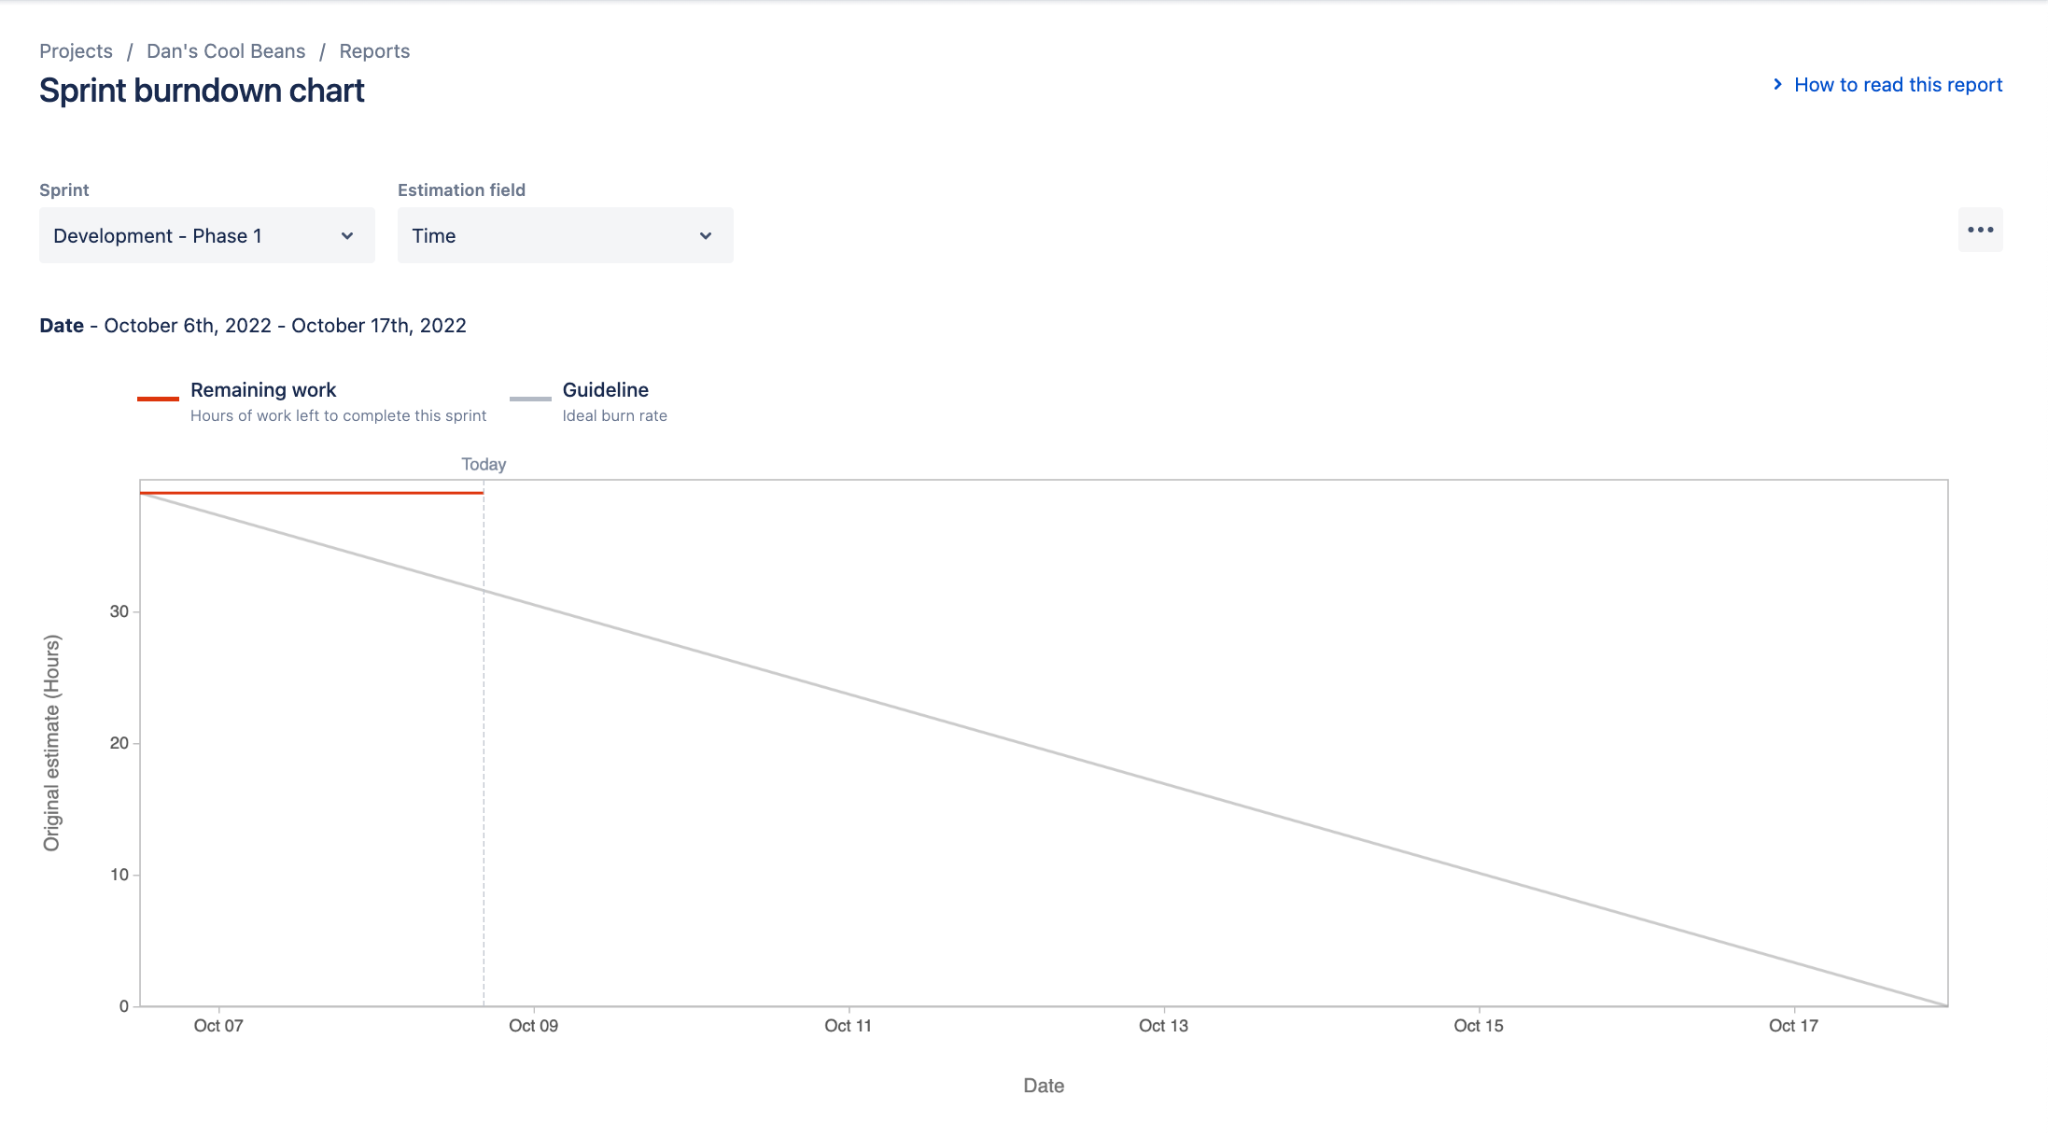 Projects / Dan's Cool Beans / Reports
Sprint burndown chart
How to read this report
Sprint
Estimation field
Development - Phase 1
Time
Date - October 6th, 2022 - October 17th, 2022
Remaining work
Hours of work left to complete this sprint
Guideline
Ideal burn rate
Today
Original estimate (Hours)
30
20
10
0
Oct 07
Oct 09
Oct 11
Oct 13
Oct 15
Oct 17
Date